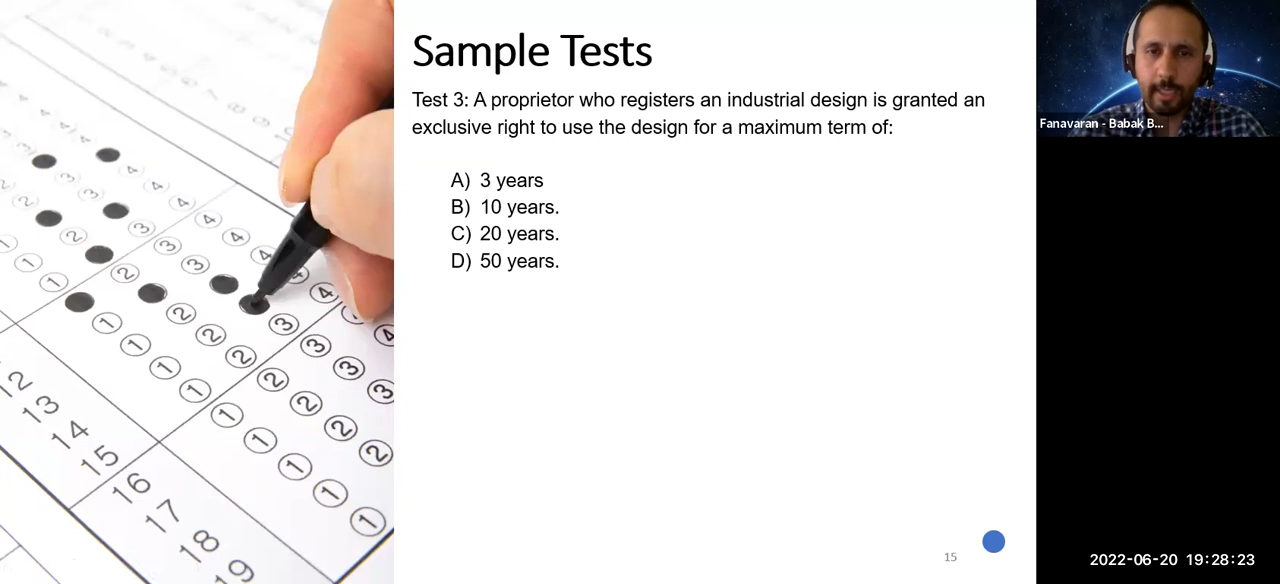 Sample Tests
Test 3: A proprietor who registers an industrial design is granted an
exclusive right to use the design for a maximum term of:
A) 3 years
B) 10 years.
C) 20 years.
D) 50 years.
15
Fanavaran - Babak B...
2022-06-20 19:28:23
12
13
14
15
16
17
18
19